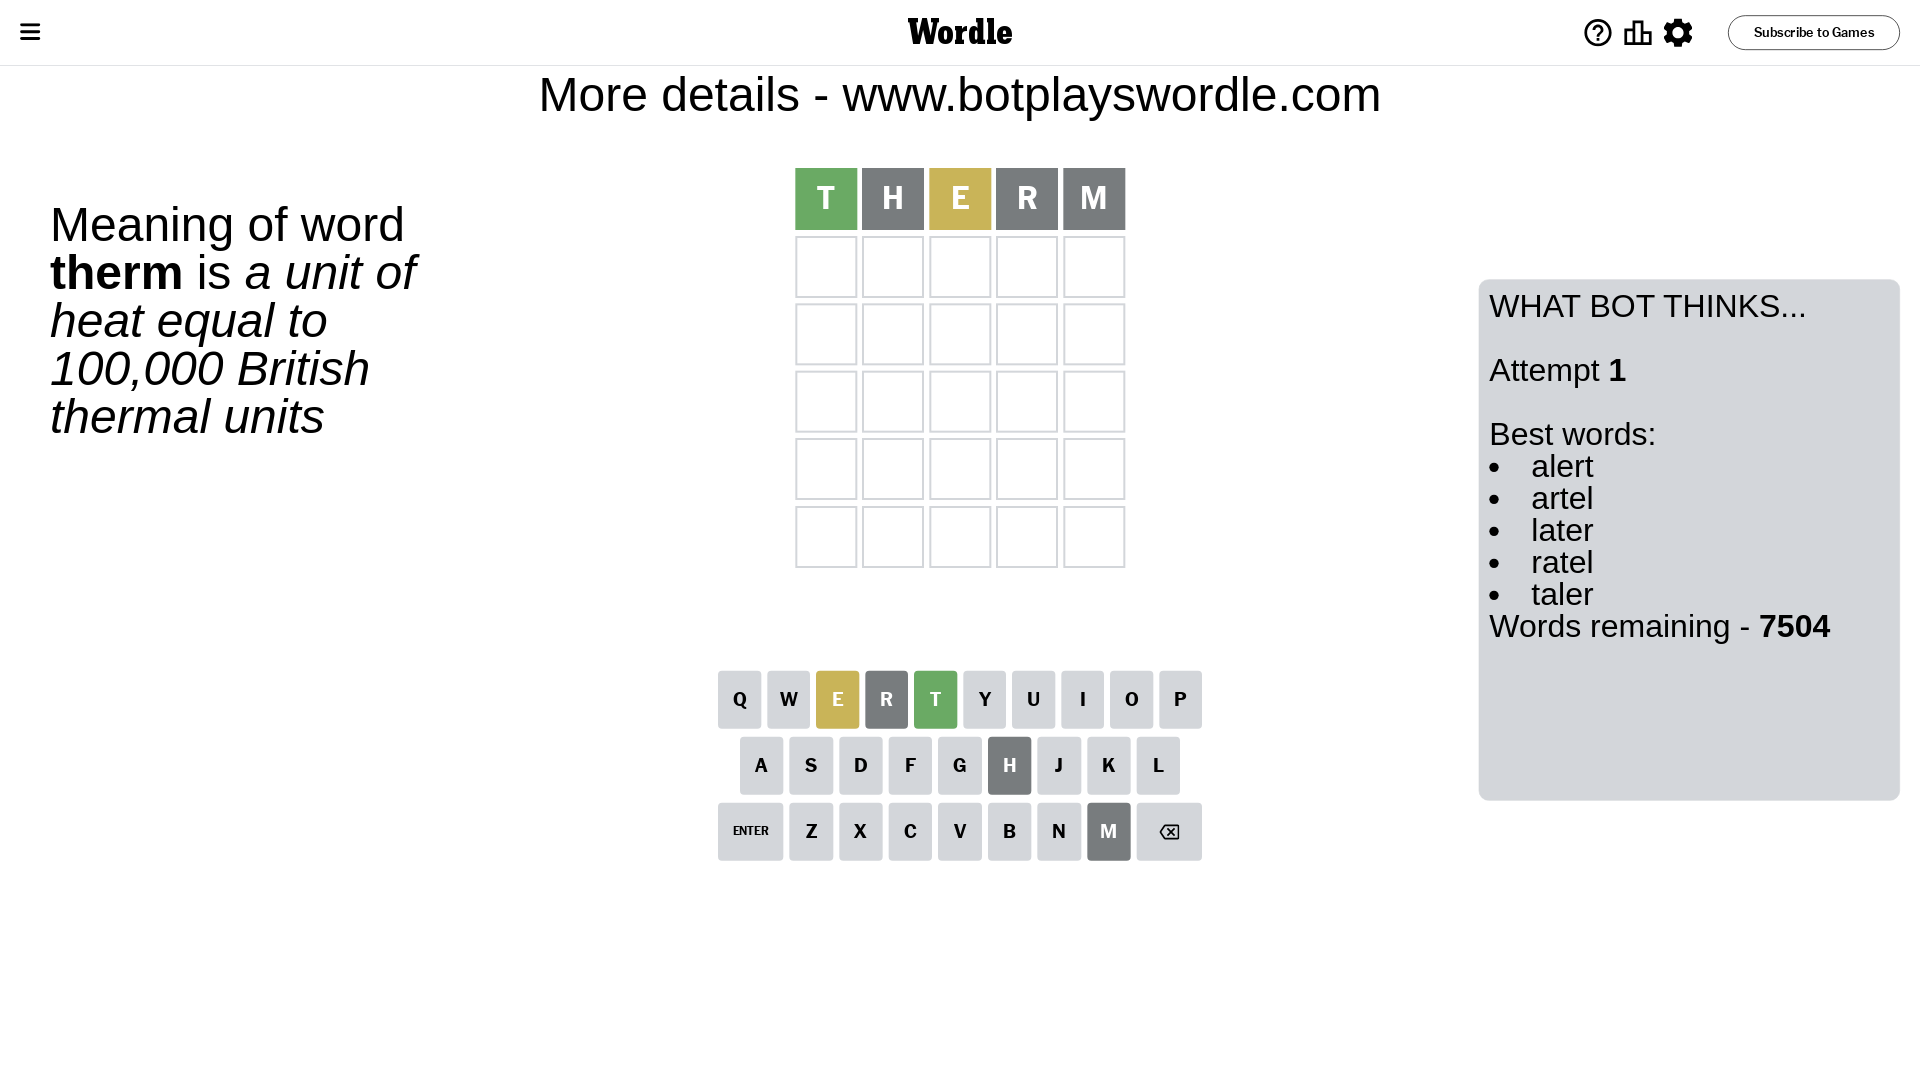 Wordle
Subscribe to Games
More details - www.botplayswordle.com
Meaning of word
therm is a unit of
heat equal to
100,000 British
thermal units
T H E R M
WHAT BOT THINKS...
Attempt 1
Best words:
• alert
• artel
• later
• ratel
• taler
Words remaining - 7504
Q W E R T Y U I O P
A S D F G H J K L
ENTER Z X C V B N M